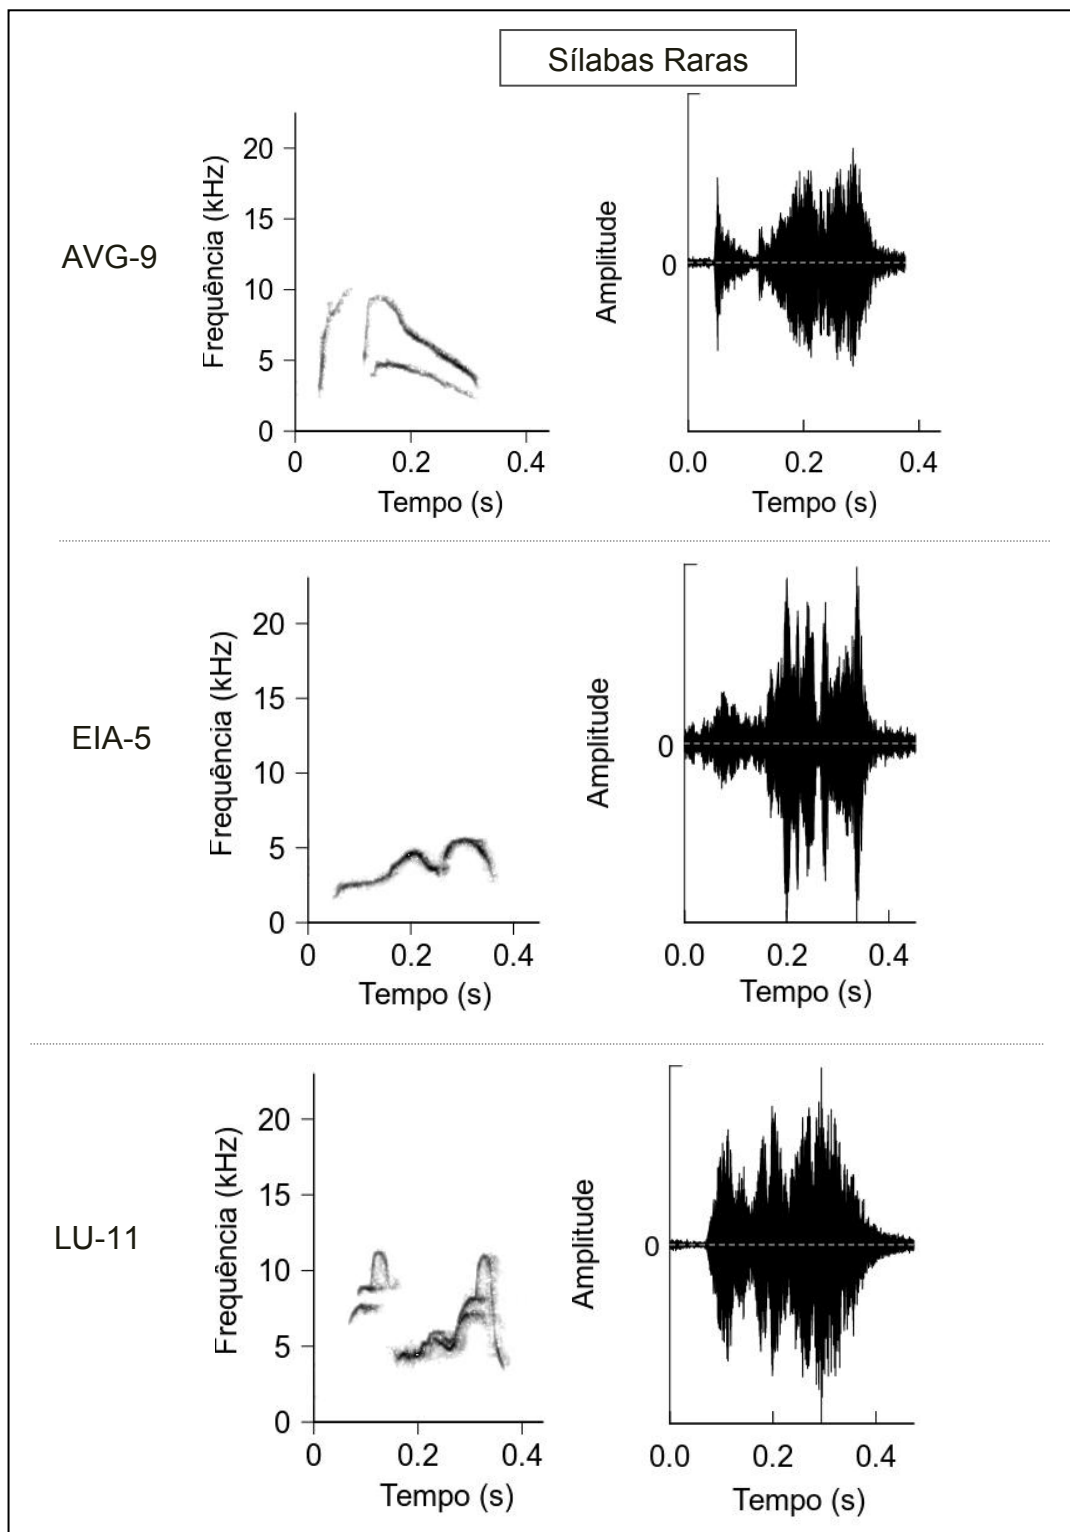 Sílabas Raras
AVG-9
Frequência (kHz)
20
15
10
5
0
0 0.2 0.4
Tempo (s)
Amplitude
0
0.0 0.2 0.4
Tempo (s)
EIA-5
Frequência (kHz)
20
15
10
5
0
0 0.2 0.4
Tempo (s)
Amplitude
0
0.0 0.2 0.4
Tempo (s)
LU-11
Frequência (kHz)
20
15
10
5
0
0 0.2 0.4
Tempo (s)
Amplitude
0
0.0 0.2 0.4
Tempo (s)